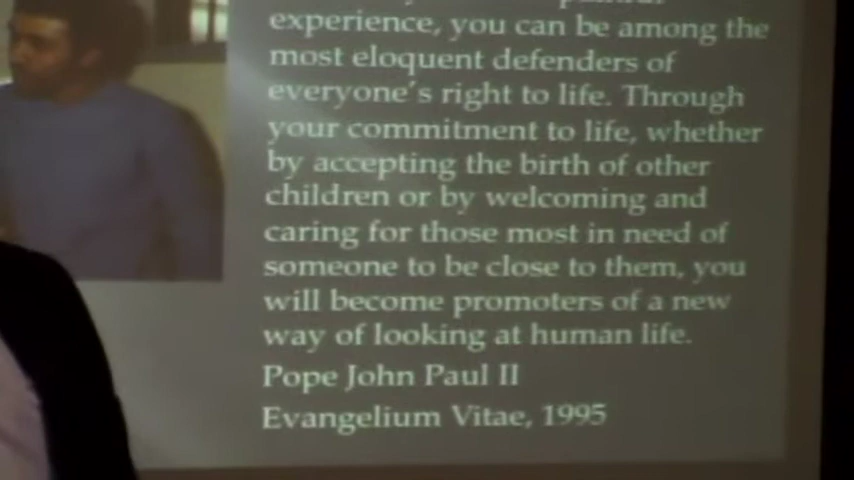 experience, you can be among the
most eloquent defenders of
everyone's right to life. Through
your commitment to life, whether
by accepting the birth of other
children or by welcoming and
caring for those most in need of
someone to be close to them, you
will become promoters of a new
way of looking at human life.
Pope John Paul II
Evangelium Vitae, 1995